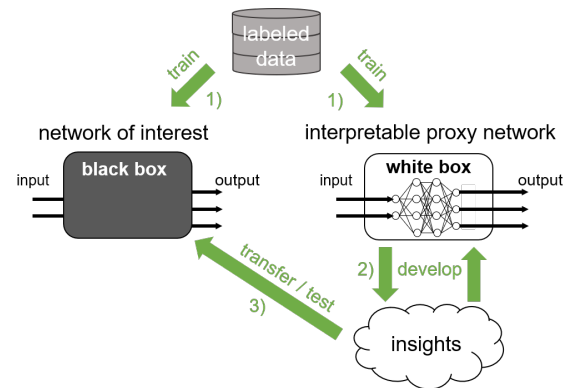 labeled
data
train
train
1)
1)
network of interest
interpretable proxy network
black box
white box
input
output
input
output
2)
develop
transfer / test
3)
insights